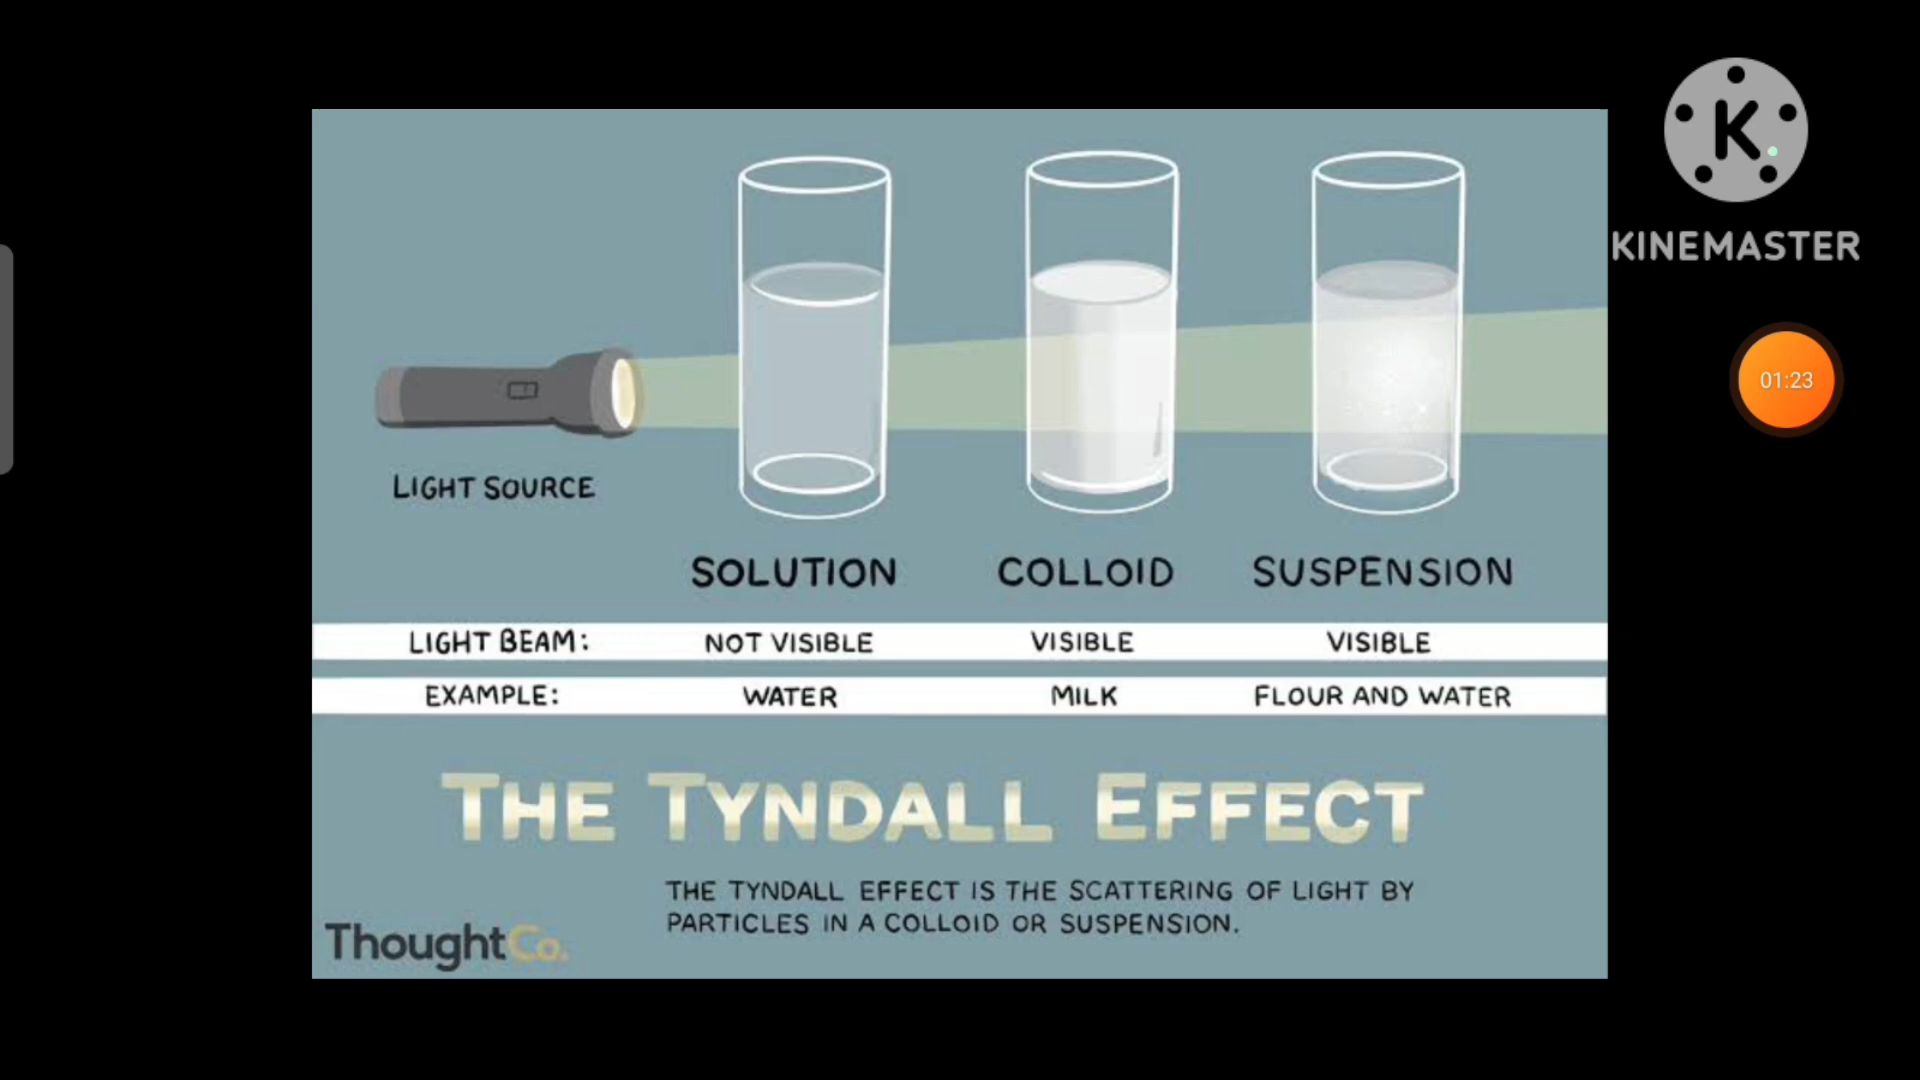 KINEMASTER
01:23
LIGHT SOURCE
SOLUTION COLLOID SUSPENSION
LIGHT BEAM: NOT VISIBLE VISIBLE VISIBLE
EXAMPLE: WATER MILK FLOUR AND WATER
THE TYNDALL EFFECT
THE TYNDALL EFFECT IS THE SCATTERING OF LIGHT BY
PARTICLES IN A COLLOID OR SUSPENSION.
ThoughtCo.